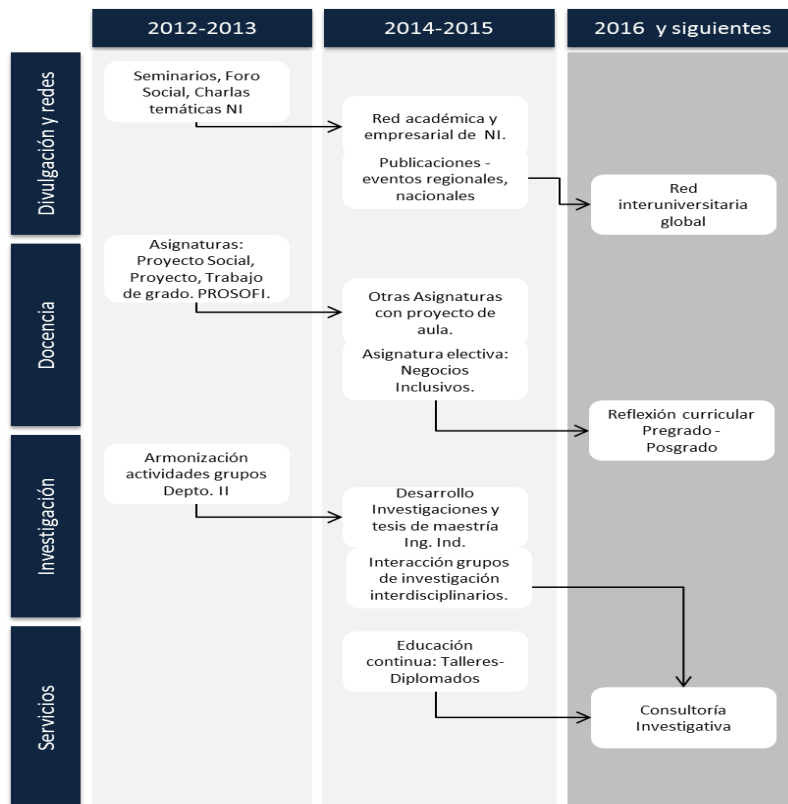 2012-2013
2014-2015
2016 y siguientes
Divulgación y redes
Seminarios, Foro
Social, Charlas
temáticas NI
Red académica y
empresarial de NI.
Publicaciones -
eventos regionales,
nacionales
Red
interuniversitaria
global
Docencia
Asignaturas:
Proyecto Social,
Proyecto, Trabajo
de grado. PROSOFI.
Otras Asignaturas
con proyecto de
aula.
Asignatura electiva:
Negocios
Inclusivos.
Reflexión curricular
Pregrado -
Posgrado
Investigación
Armonización
actividades grupos
Depto. II
Desarrollo
Investigaciones y
tesis de maestría
Ing. Ind.
Interacción grupos
de investigación
interdisciplinarios.
Servicios
Educación
continua: Talleres-
Diplomados
Consultoría
Investigativa